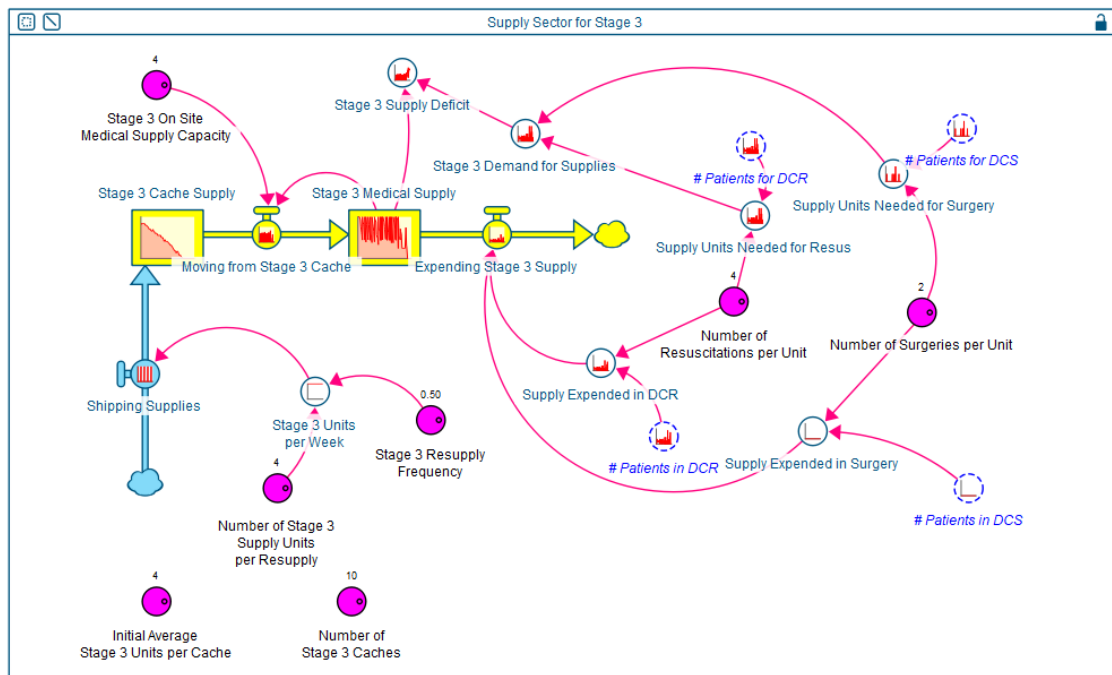 Supply Sector for Stage 3
4
Stage 3 On Site
Medical Supply Capacity
Stage 3 Supply Deficit
Stage 3 Demand for Supplies
# Patients for DCR
# Patients for DCS
Supply Units Needed for Surgery
Supply Units Needed for Resus
Stage 3 Cache Supply
Stage 3 Medical Supply
Moving from Stage 3 Cache
Expending Stage 3 Supply
4
Number of
Resuscitations per Unit
2
Number of Surgeries per Unit
Shipping Supplies
Stage 3 Units
per Week
0.50
Stage 3 Resupply
Frequency
Supply Expended in DCR
# Patients in DCR
Supply Expended in Surgery
# Patients in DCS
4
Number of Stage 3
Supply Units
per Resupply
4
Initial Average
Stage 3 Units per Cache
10
Number of
Stage 3 Caches